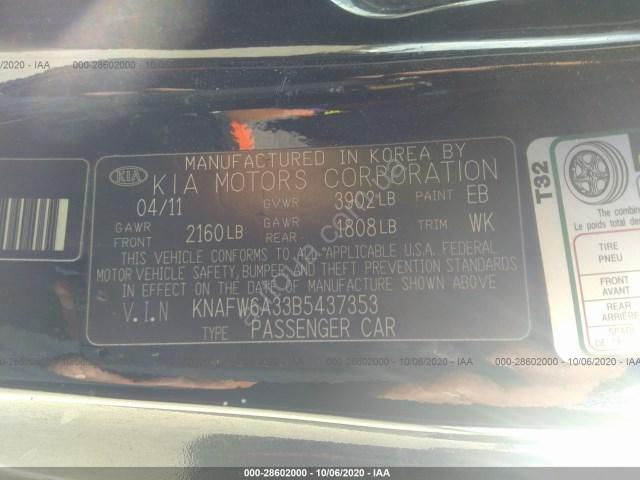 000-28602000 - 10/06/2020 - IAA
MANUFACTURED IN KOREA BY
KIA KIA MOTORS CORPORATION
04/11 GVWR 3902LB PAINT EB
GAWR FRONT 2160LB GAWR REAR 1808LB TRIM WK
THIS VEHICLE CONFORMS TO ALL APPLICABLE U.S.A. FEDERAL
MOTOR VEHICLE SAFETY, BUMPER, AND THEFT PREVENTION STANDARDS
IN EFFECT ON THE DATE OF MANUFACTURE SHOWN ABOVE
V.I.N KNAFW6A33B5437353
TYPE PASSENGER CAR
T32
The combine
Le poids total des
TIRE
PNEU
FRONT
AVANT
REAR
ARRIÈRE
SPARE
DE
000-28602000 - 10/06/2020 - IAA
000-28602000 - 10/06/2020 - IAA